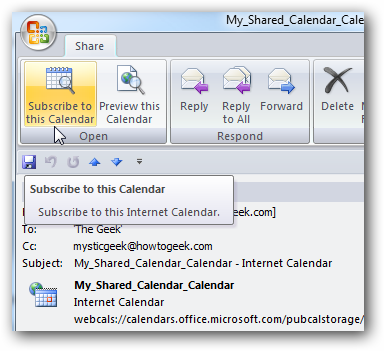 My_Shared_Calendar_Cale
Share
Subscribe to this Calendar
Preview this Calendar
Reply
Reply to All
Forward
Delete
Open
Respond
Subscribe to this Calendar
Subscribe to this Internet Calendar.
geek.com]
To: 'The Geek'
Cc: mysticgeek@howtogeek.com
Subject: My_Shared_Calendar_Calendar - Internet Calendar
My_Shared_Calendar_Calendar
Internet Calendar
webcals://calendars.office.microsoft.com/pubcalstorage/